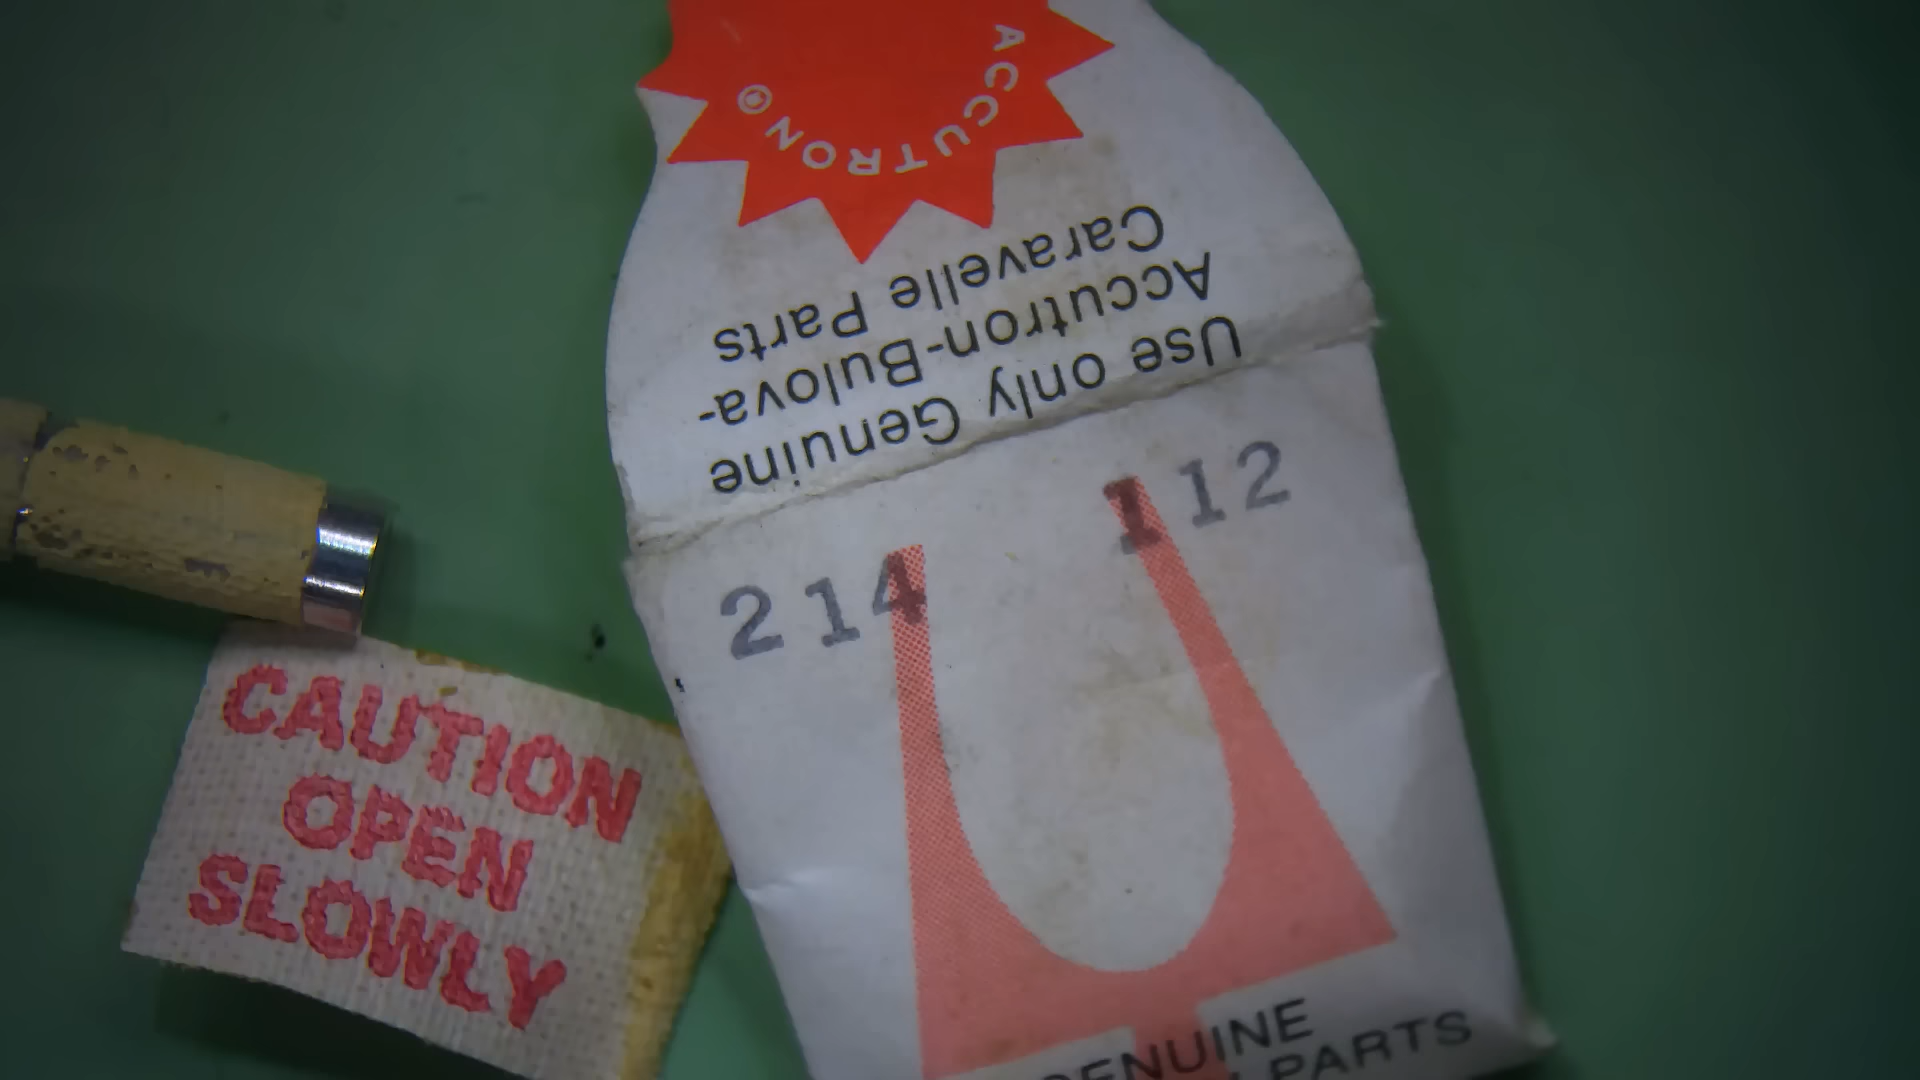 ACCUTRON ©
Use only Genuine
Accutron-Bulova-
Caravelle Parts
214 112
GENUINE
PARTS
CAUTION
OPEN
SLOWLY